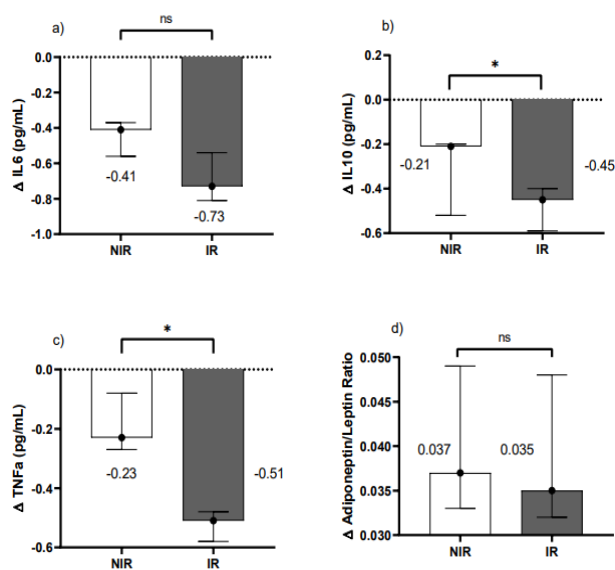 a)
ns
Δ IL6 (pg/mL)
0.0
-0.2
-0.4
-0.6
-0.8
-1.0
-0.41
-0.73
NIR
IR
b)
*
Δ IL10 (pg/mL)
0.2
0.0
-0.2
-0.4
-0.6
-0.21
-0.45
NIR
IR
c)
*
Δ TNFa (pg/mL)
0.0
-0.2
-0.4
-0.6
-0.23
-0.51
NIR
IR
d)
ns
Δ Adiponeptin/Leptin Ratio
0.050
0.045
0.040
0.035
0.030
0.037
0.035
NIR
IR